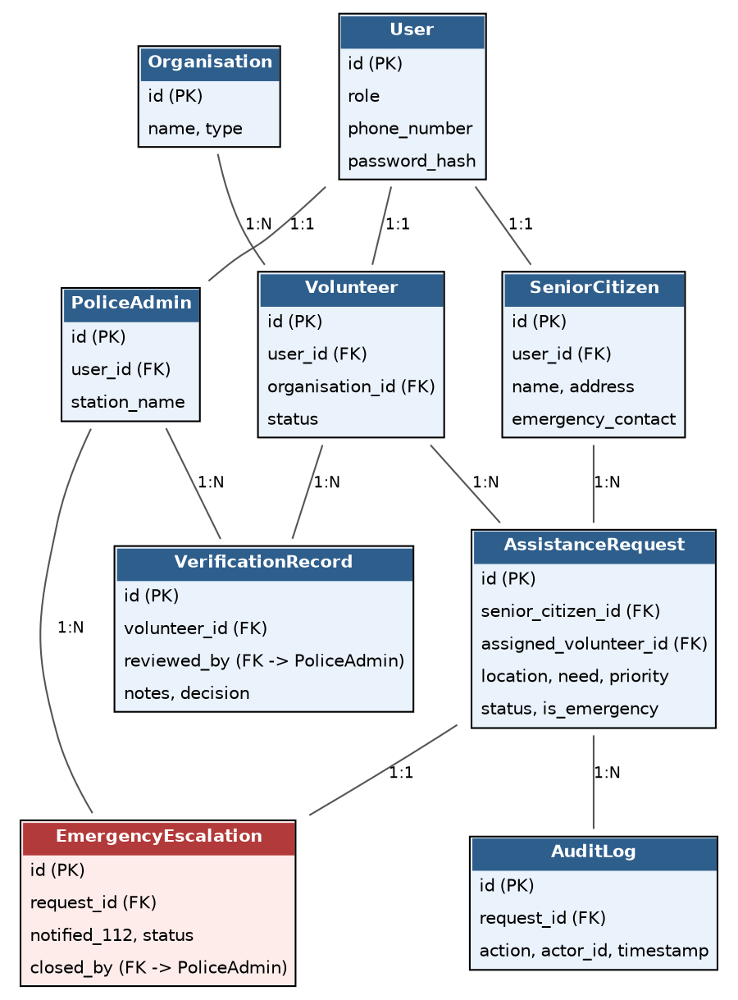 User
id (PK)
role
phone_number
password_hash
Organisation
id (PK)
name, type
1:N
1:1
1:1
1:1
PoliceAdmin
id (PK)
user_id (FK)
station_name
Volunteer
id (PK)
user_id (FK)
organisation_id (FK)
status
SeniorCitizen
id (PK)
user_id (FK)
name, address
emergency_contact
1:N
1:N
1:N
1:N
1:N
VerificationRecord
id (PK)
volunteer_id (FK)
reviewed_by (FK -> PoliceAdmin)
notes, decision
AssistanceRequest
id (PK)
senior_citizen_id (FK)
assigned_volunteer_id (FK)
location, need, priority
status, is_emergency
1:1
1:N
EmergencyEscalation
id (PK)
request_id (FK)
notified_112, status
closed_by (FK -> PoliceAdmin)
AuditLog
id (PK)
request_id (FK)
action, actor_id, timestamp